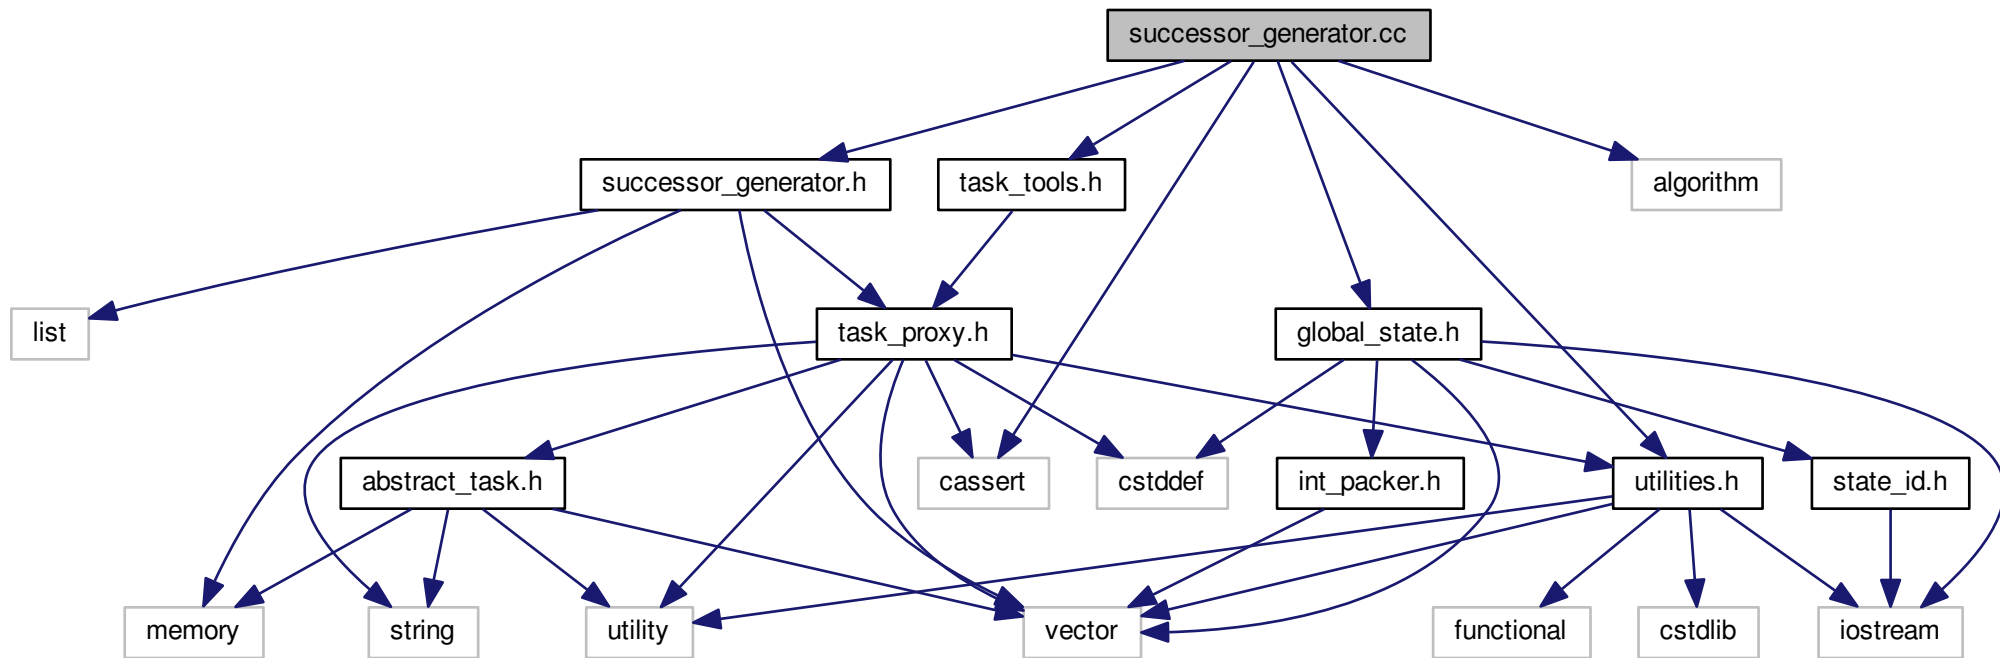 successor_generator.cc
successor_generator.h
task_tools.h
algorithm
list
task_proxy.h
global_state.h
abstract_task.h
cassert
cstddef
int_packer.h
utilities.h
state_id.h
memory
string
utility
vector
functional
cstdlib
iostream